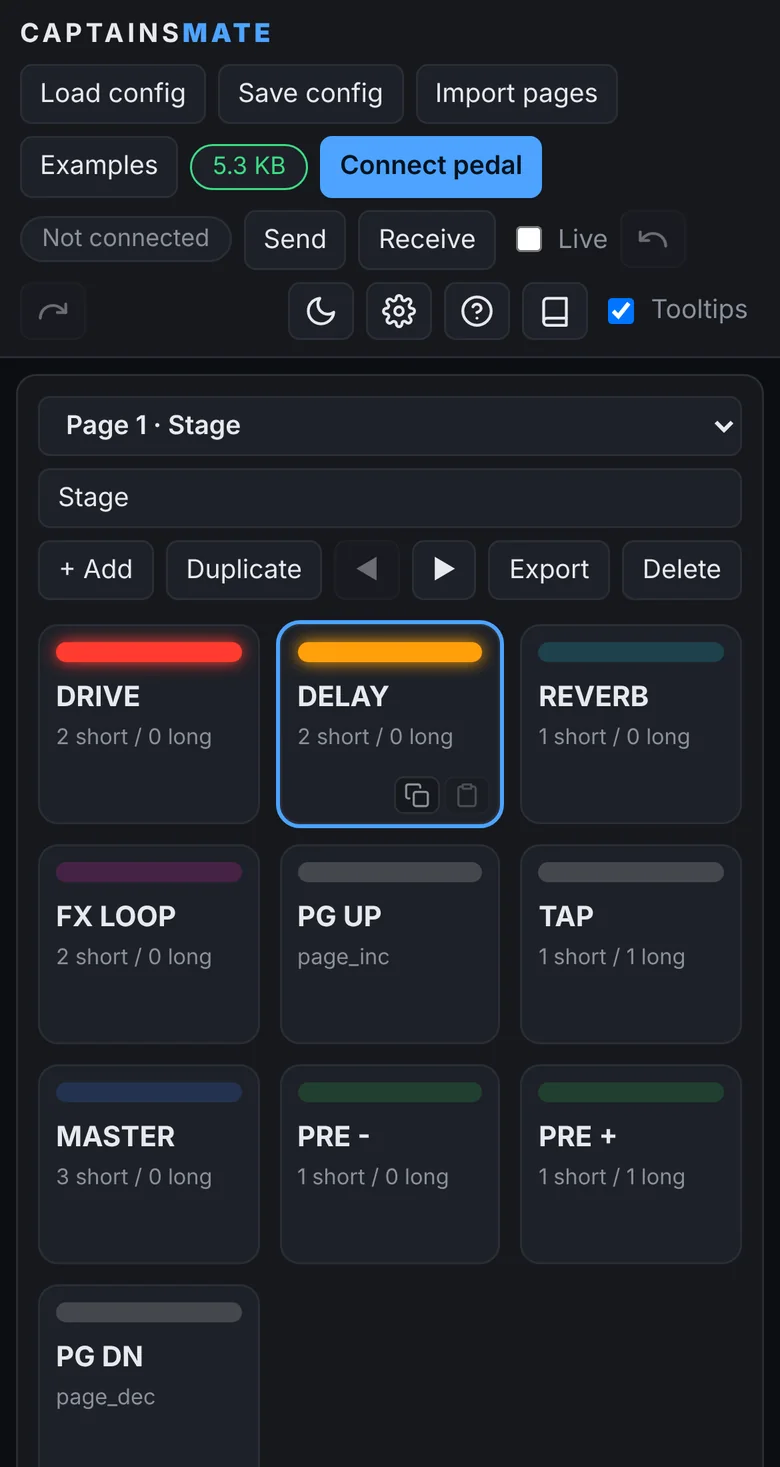 CAPTAINSMATE
Load config Save config Import pages
Examples 5.3 KB Connect pedal
Not connected Send Receive Live
Tooltips
Page 1 · Stage
Stage
+ Add Duplicate ◀ ▶ Export Delete
DRIVE
2 short / 0 long
DELAY
2 short / 0 long
REVERB
1 short / 0 long
FX LOOP
2 short / 0 long
PG UP
page_inc
TAP
1 short / 1 long
MASTER
3 short / 0 long
PRE -
1 short / 0 long
PRE +
1 short / 1 long
PG DN
page_dec